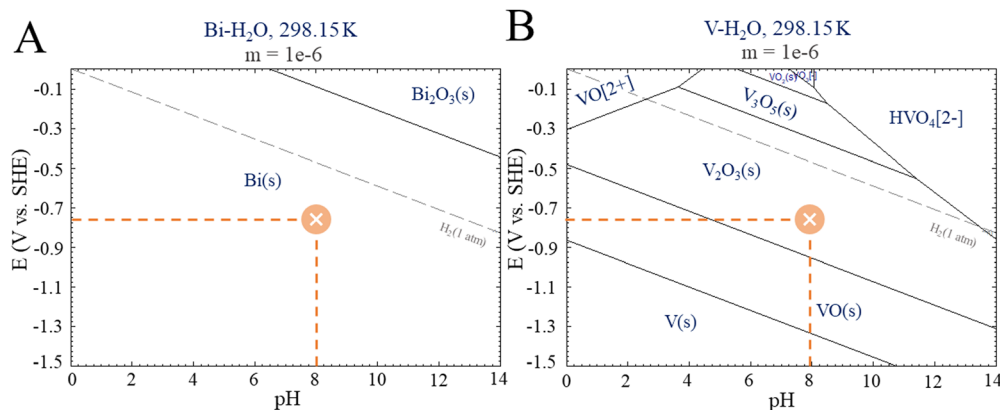 A
Bi-H₂O, 298.15K
m = 1e-6
E (V vs. SHE)
-0.1
-0.3
-0.5
-0.7
-0.9
-1.1
-1.3
-1.5
Bi₂O₃(s)
Bi(s)
H₂(1 atm)
0 2 4 6 8 10 12 14
pH
B
V-H₂O, 298.15K
m = 1e-6
E (V vs. SHE)
-0.1
-0.3
-0.5
-0.7
-0.9
-1.1
-1.3
-1.5
VO[2+]
V₃O₅(s)
HVO₄[2-]
V₂O₃(s)
H₂(1 atm)
VO(s)
V(s)
0 2 4 6 8 10 12 14
pH